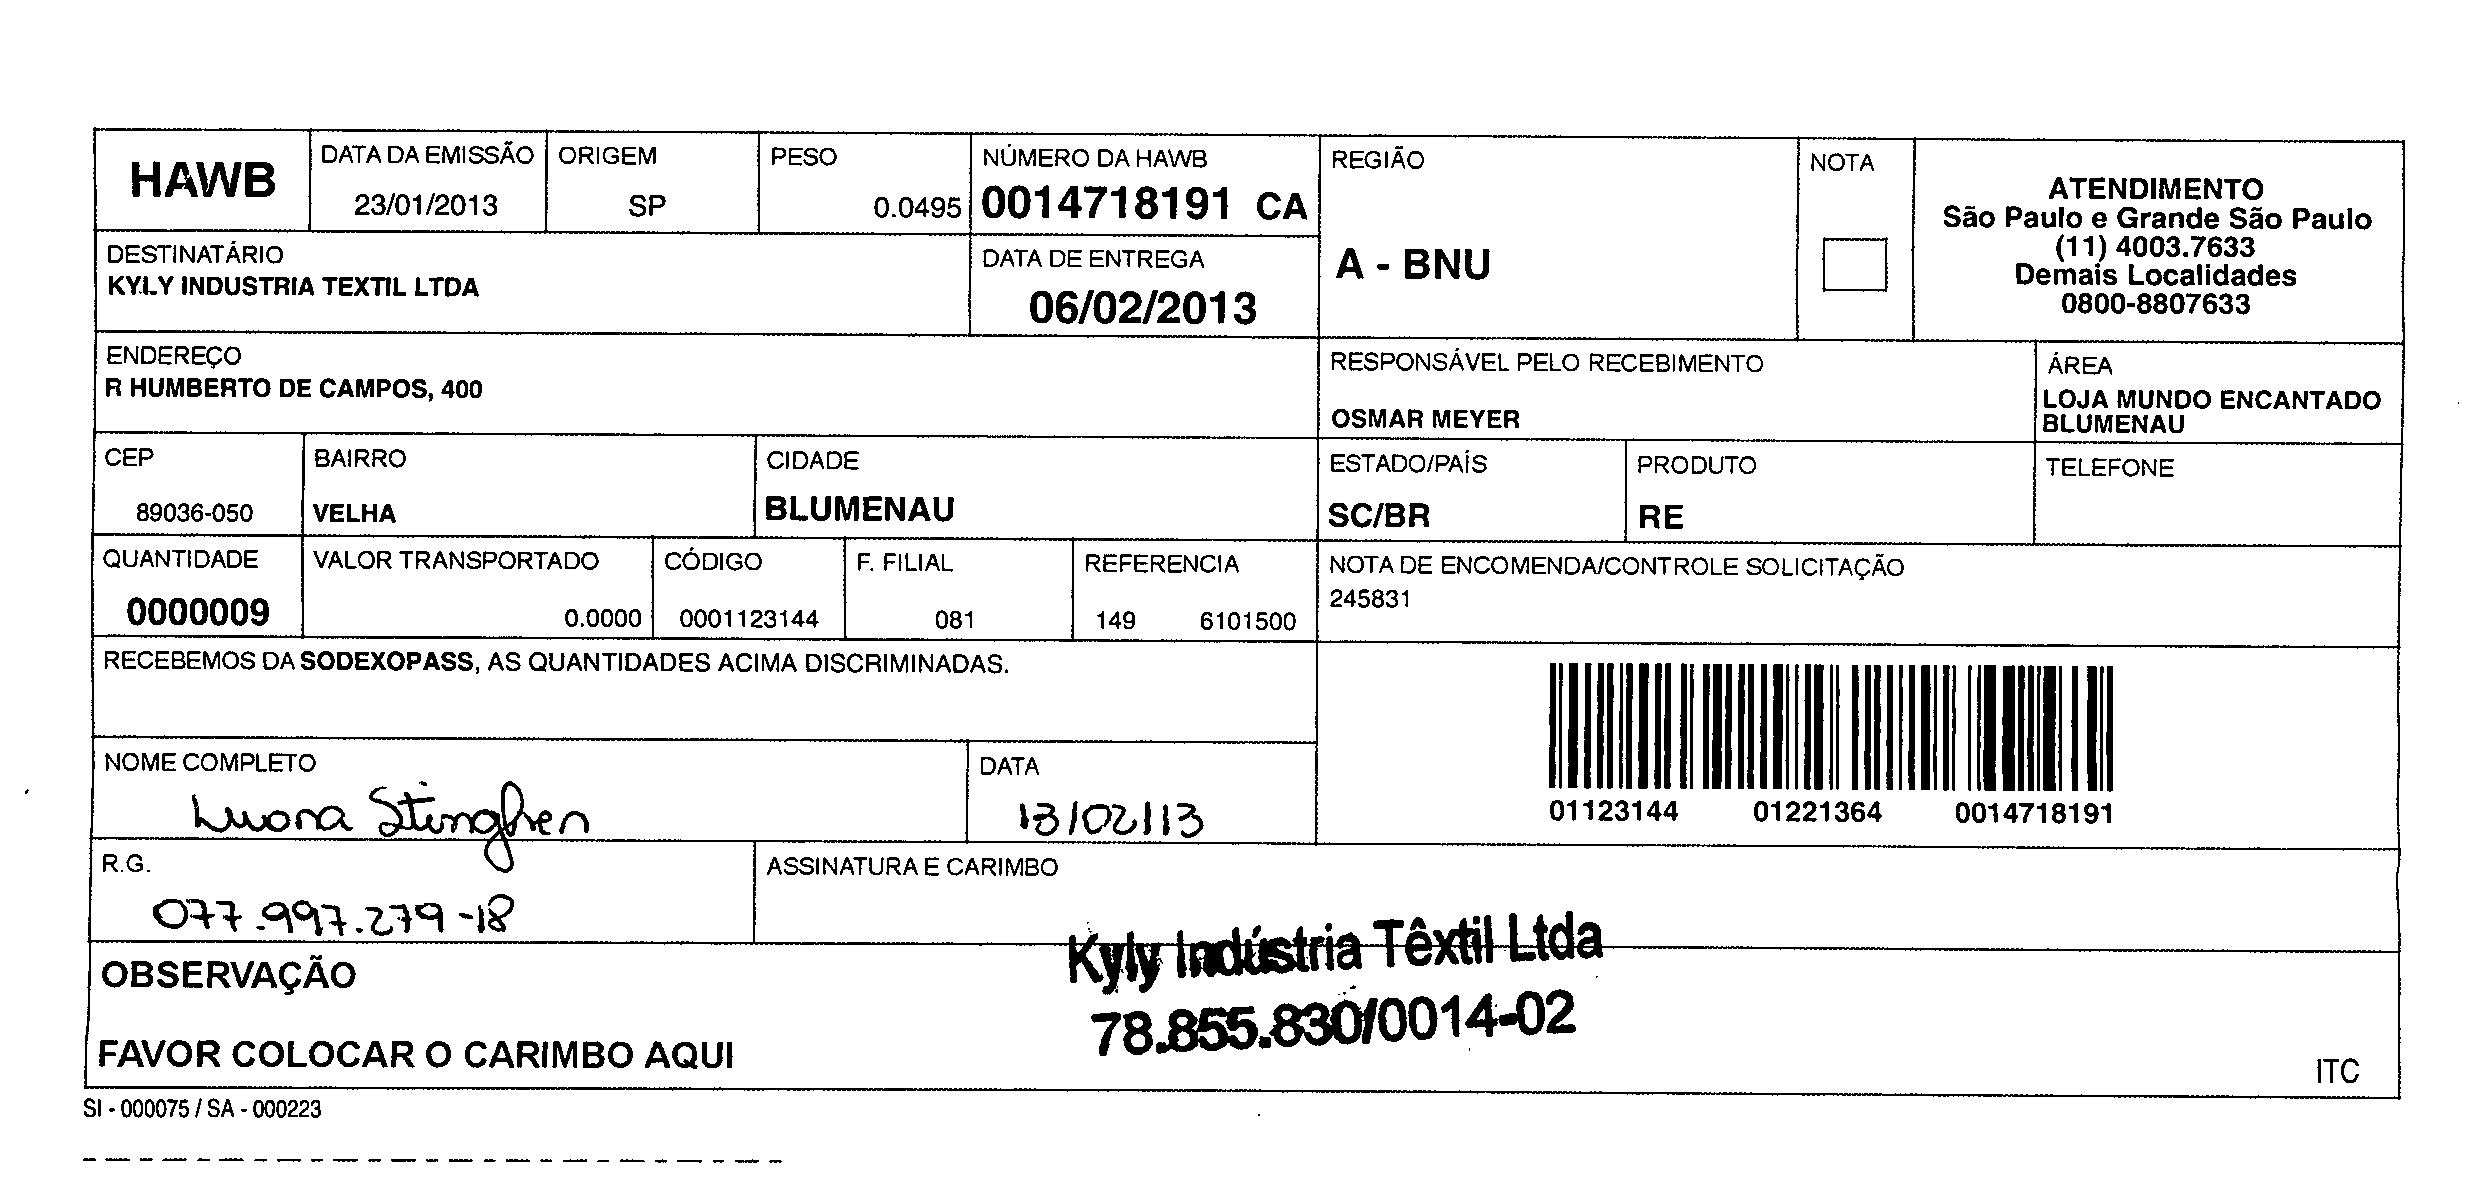 HAWB
DATA DA EMISSÃO
23/01/2013
ORIGEM
SP
PESO
0.0495
NÚMERO DA HAWB
0014718191 CA
REGIÃO
A - BNU
NOTA
ATENDIMENTO
São Paulo e Grande São Paulo
(11) 4003.7633
Demais Localidades
0800-8807633
DESTINATÁRIO
KYLY INDUSTRIA TEXTIL LTDA
DATA DE ENTREGA
06/02/2013
ENDEREÇO
R HUMBERTO DE CAMPOS, 400
RESPONSÁVEL PELO RECEBIMENTO
OSMAR MEYER
ÁREA
LOJA MUNDO ENCANTADO
BLUMENAU
CEP
89036-050
BAIRRO
VELHA
CIDADE
BLUMENAU
ESTADO/PAÍS
SC/BR
PRODUTO
RE
TELEFONE
QUANTIDADE
0000009
VALOR TRANSPORTADO
0.0000
CÓDIGO
0001123144
F. FILIAL
081
REFERENCIA
149 6101500
NOTA DE ENCOMENDA/CONTROLE SOLICITAÇÃO
245831
RECEBEMOS DA SODEXOPASS, AS QUANTIDADES ACIMA DISCRIMINADAS.
01123144 01221364 0014718191
NOME COMPLETO
Luona Stinghen
DATA
13/02/13
R.G.
077.997.279-18
ASSINATURA E CARIMBO
Kyly Indústria Têxtil Ltda
78.855.830/0014-02
OBSERVAÇÃO
FAVOR COLOCAR O CARIMBO AQUI
ITC
SI - 000075 / SA - 000223